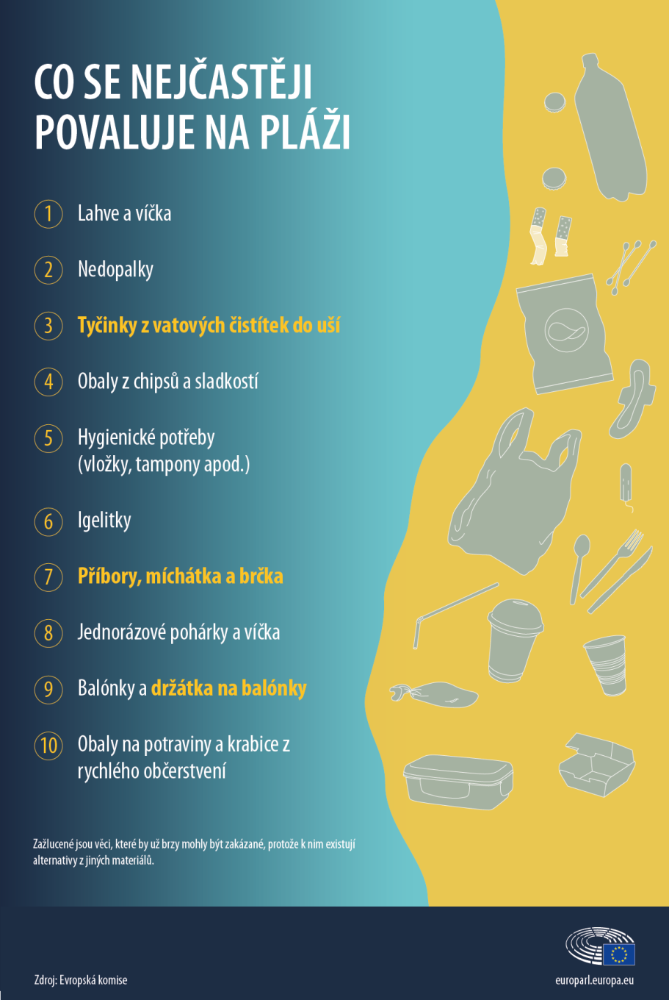 CO SE NEJČASTĚJI
POVALUJE NA PLÁŽI
1 Lahve a víčka
2 Nedopalky
3 Tyčinky z vatových čistítek do uší
4 Obaly z chipsů a sladkostí
5 Hygienické potřeby
(vložky, tampony apod.)
6 Igelitky
7 Příbory, míchátka a brčka
8 Jednorázové pohárky a víčka
9 Balónky a držátka na balónky
10 Obaly na potraviny a krabice z
rychlého občerstvení
Zažlucené jsou věci, které by už brzy mohly být zakázané, protože k nim existují
alternativy z jiných materiálů.
Zdroj: Evropská komise
europarl.europa.eu